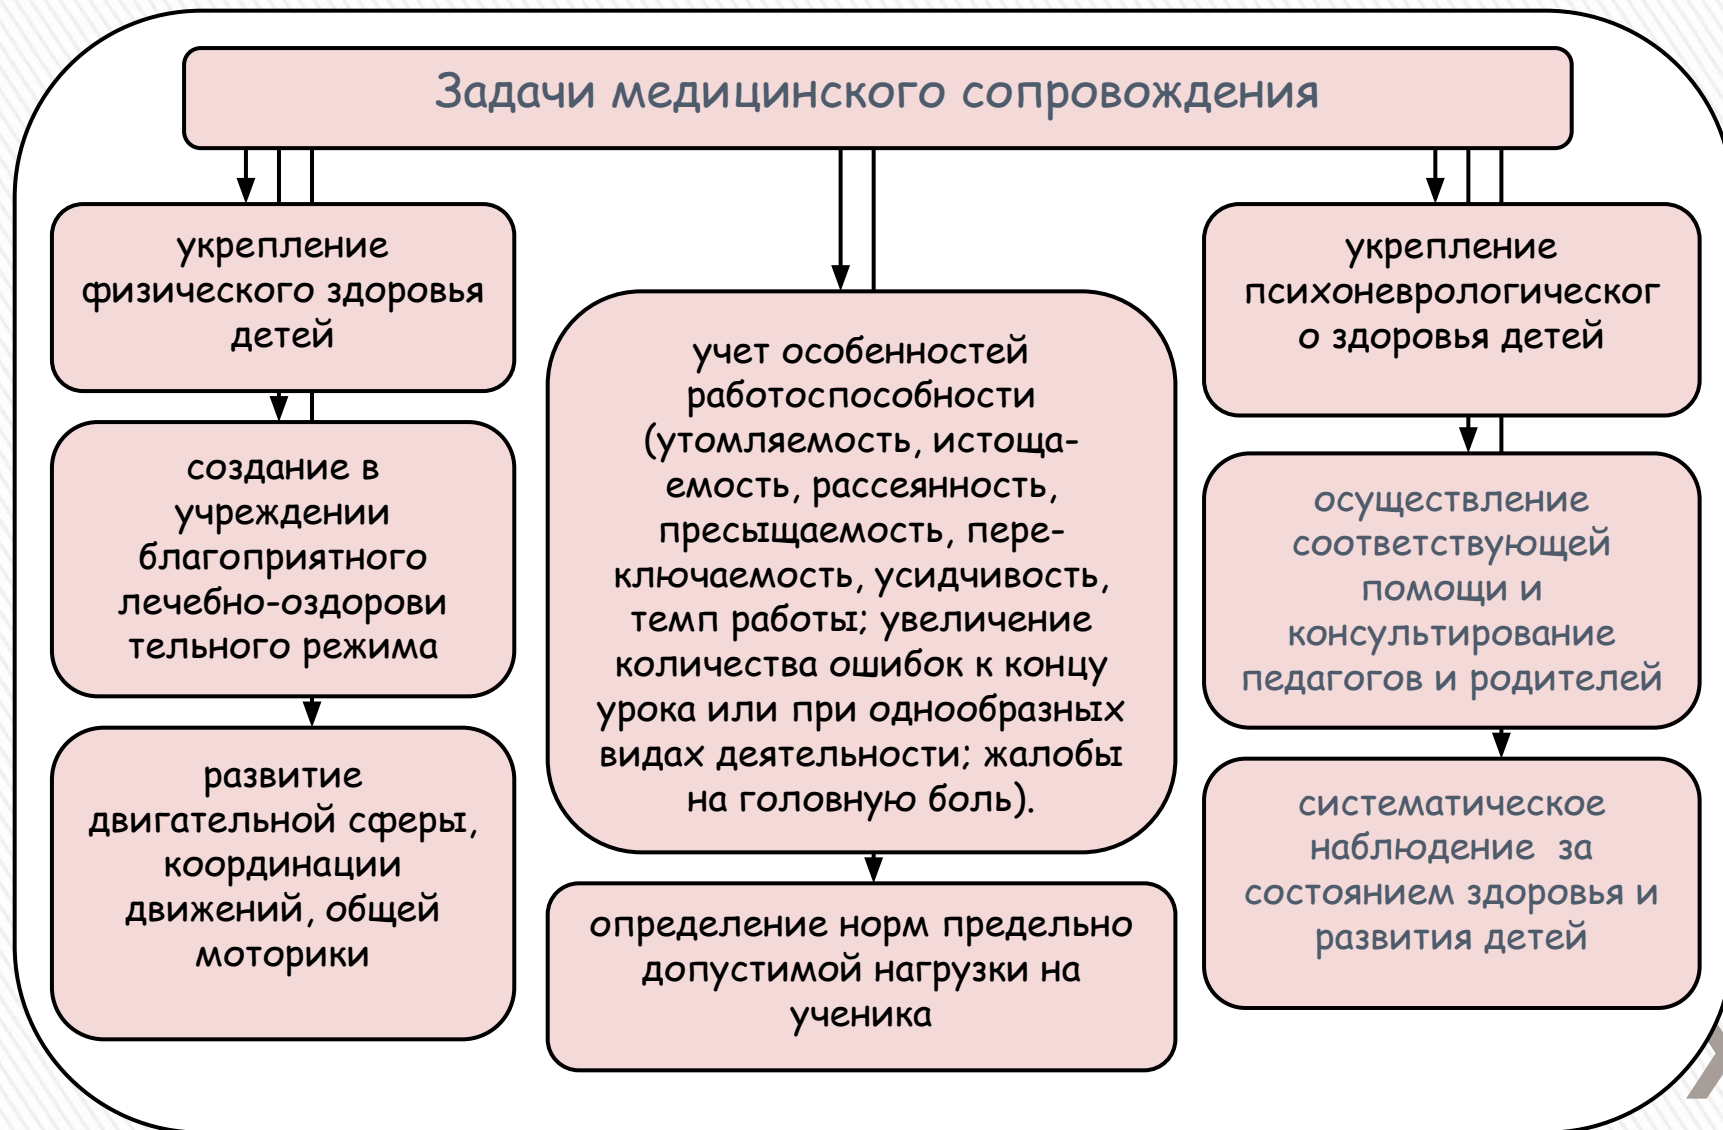 Задачи медицинского сопровождения
укрепление
физического здоровья
детей
создание в
учреждении
благоприятного
лечебно-оздорови
тельного режима
развитие
двигательной сферы,
координации
движений, общей
моторики
учет особенностей
работоспособности
(утомляемость, истоща-
емость, рассеянность,
пресыщаемость, пере-
ключаемость, усидчивость,
темп работы; увеличение
количества ошибок к концу
урока или при однообразных
видах деятельности; жалобы
на головную боль).
определение норм предельно
допустимой нагрузки на
ученика
укрепление
психоневрологическог
о здоровья детей
осуществление
соответствующей
помощи и
консультирование
педагогов и родителей
систематическое
наблюдение за
состоянием здоровья и
развития детей